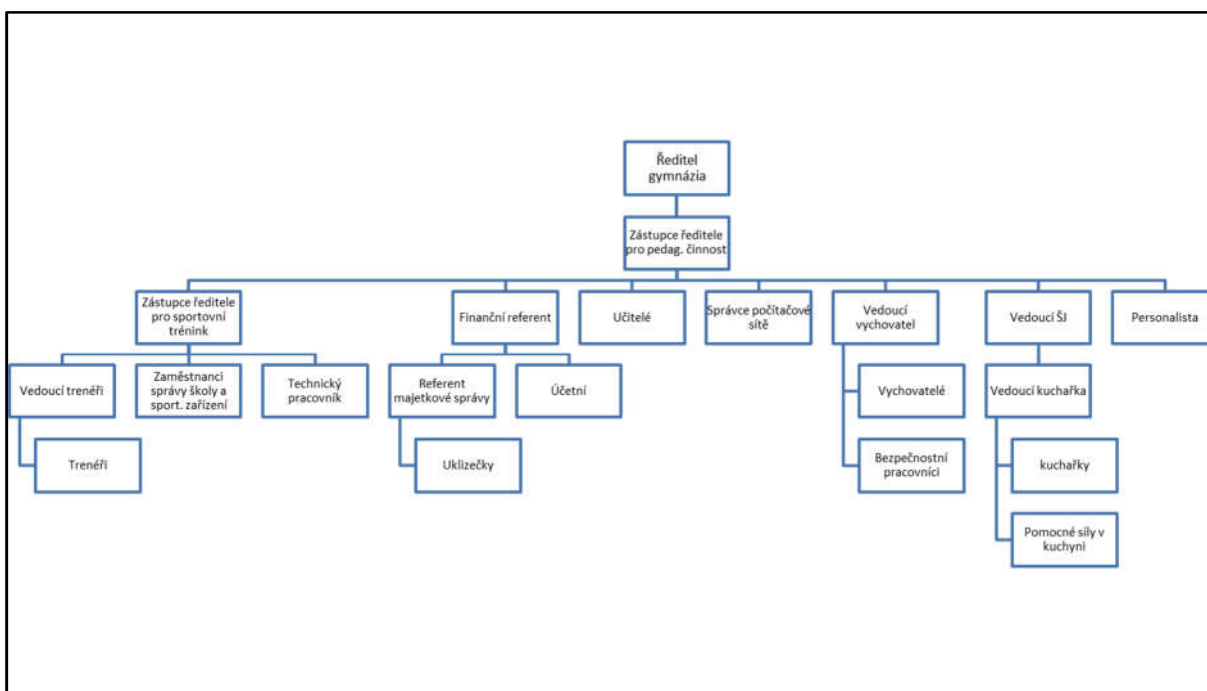 Ředitel
gymnázia
Zástupce ředitele
pro pedag. činnost
Zástupce ředitele
pro sportovní
trénink
Finanční referent
Učitelé
Správce počítačové
sítě
Vedoucí
vychovatel
Vedoucí ŠJ
Personalista
Vedoucí trenéři
Zaměstnanci
správy školy a
sport. zařízení
Technický
pracovník
Referent
majetkové správy
Účetní
Vychovatelé
Vedoucí kuchařka
Trenéři
Uklizečky
Bezpečnostní
pracovníci
kuchařky
Pomocné síly v
kuchyni